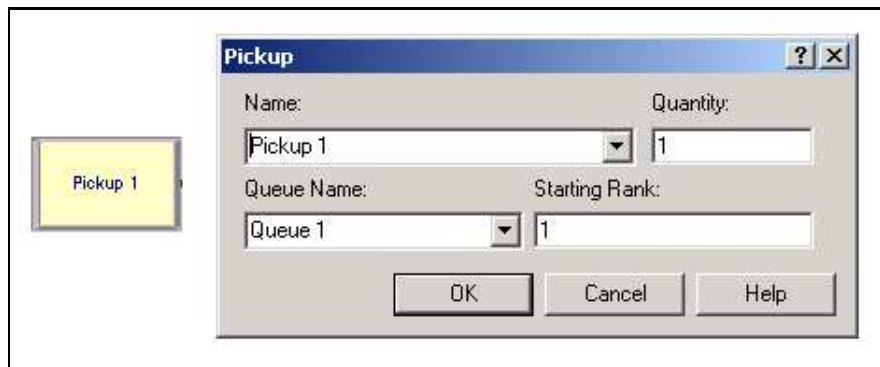 Pickup
Pickup 1
Name: Quantity:
Pickup 1 1
Queue Name: Starting Rank:
Queue 1 1
OK Cancel Help